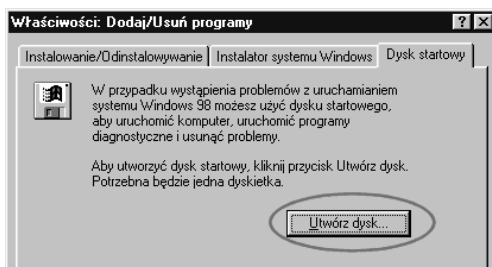 Właściwości: Dodaj/Usuń programy
Instalowanie/Odinstalowywanie Instalator systemu Windows Dysk startowy
W przypadku wystąpienia problemów z uruchamianiem
systemu Windows 98 możesz użyć dysku startowego,
aby uruchomić komputer, uruchomić programy
diagnostyczne i usunąć problemy.
Aby utworzyć dysk startowy, kliknij przycisk Utwórz dysk.
Potrzebna będzie jedna dyskietka.
Utwórz dysk...